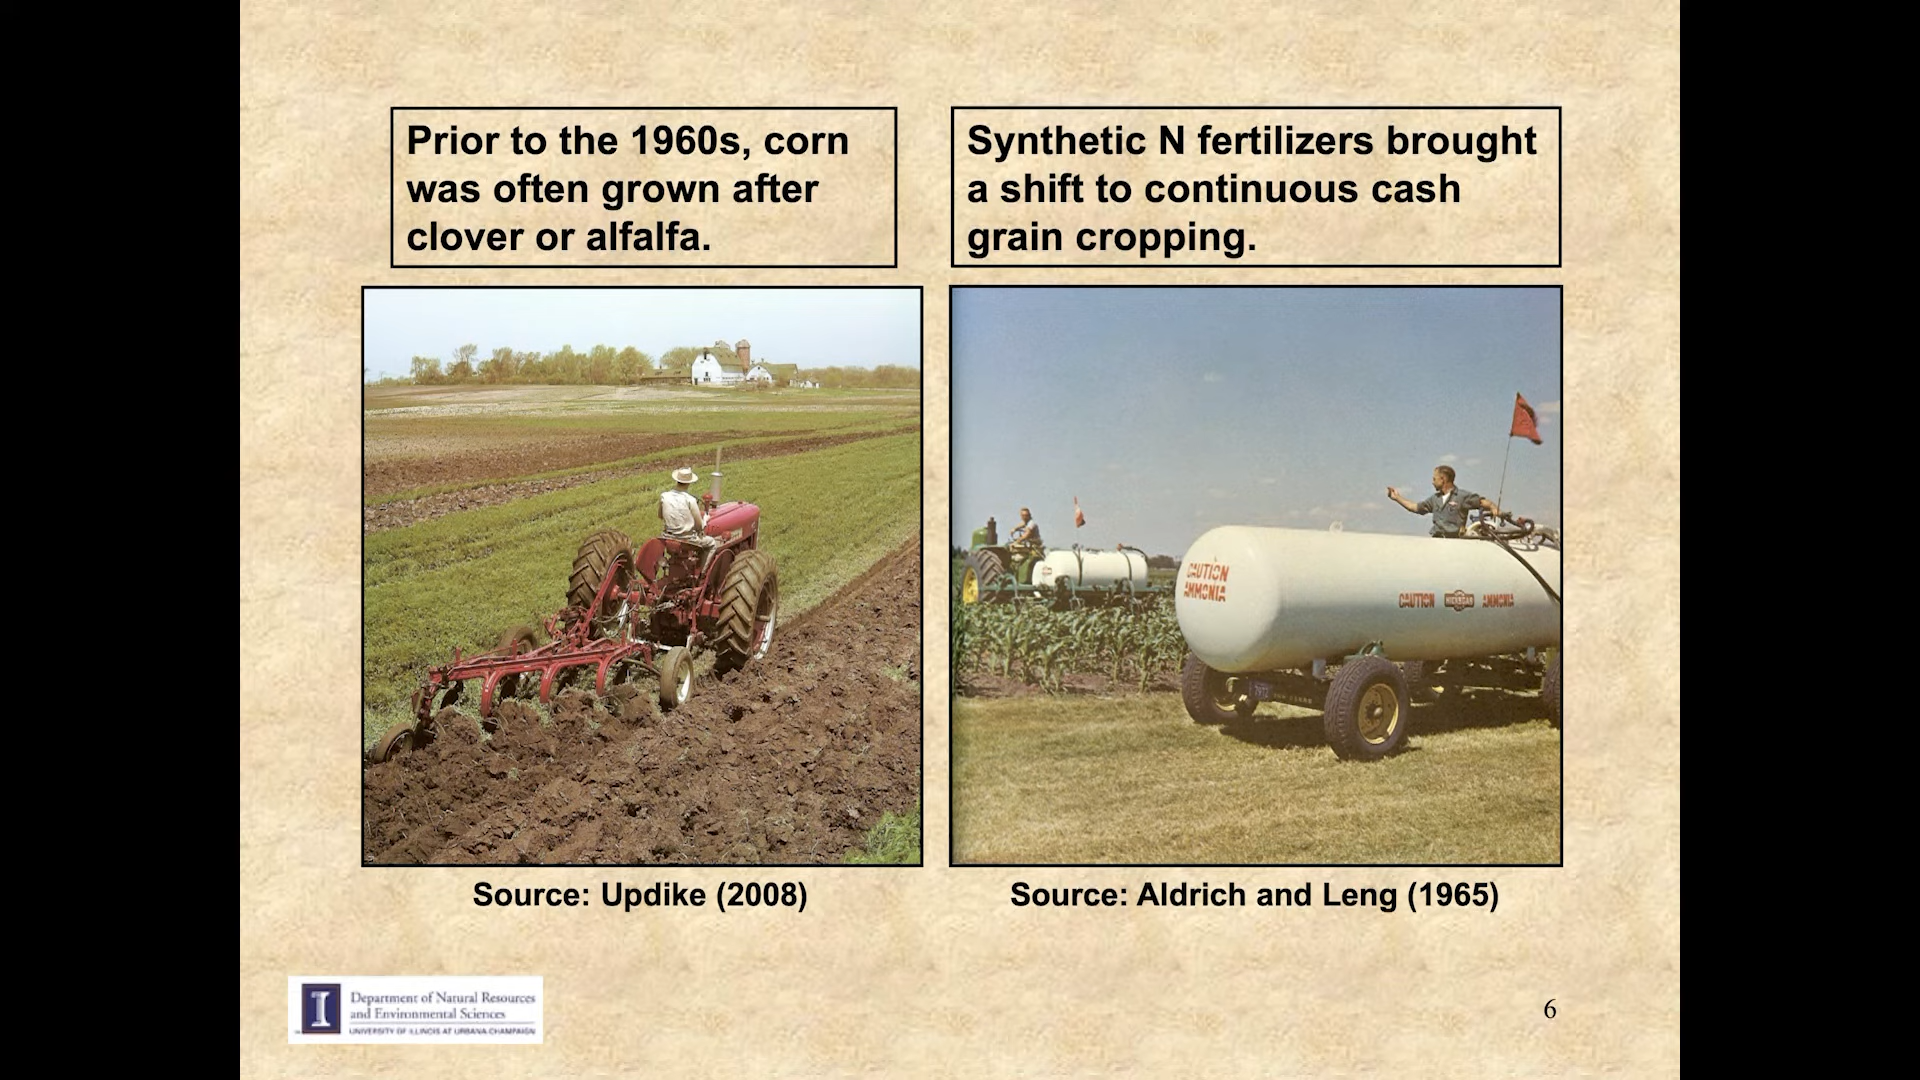 Prior to the 1960s, corn
was often grown after
clover or alfalfa.
Synthetic N fertilizers brought
a shift to continuous cash
grain cropping.
CAUTION
AMMONIA
CAUTION
AMMONIA
Source: Updike (2008)
Source: Aldrich and Leng (1965)
I
Department of Natural Resources
and Environmental Sciences
UNIVERSITY OF ILLINOIS AT URBANA-CHAMPAIGN
6